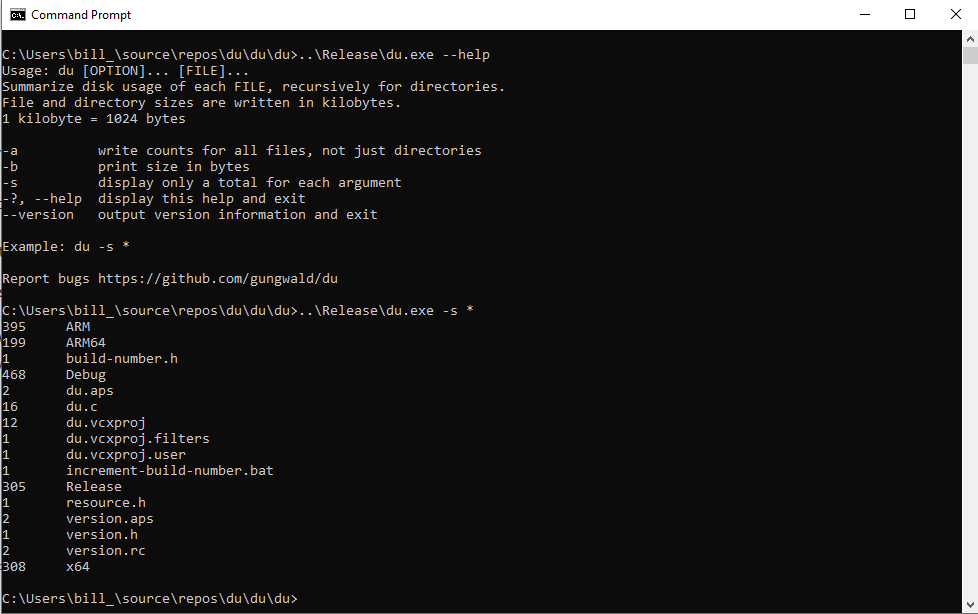 Command Prompt
C:\Users\bill_\source\repos\du\du\du>..\Release\du.exe --help
Usage: du [OPTION]... [FILE]...
Summarize disk usage of each FILE, recursively for directories.
File and directory sizes are written in kilobytes.
1 kilobyte = 1024 bytes
-a          write counts for all files, not just directories
-b          print size in bytes
-s          display only a total for each argument
-?, --help  display this help and exit
--version   output version information and exit
Example: du -s *
Report bugs https://github.com/gungwald/du
C:\Users\bill_\source\repos\du\du\du>..\Release\du.exe -s *
395     ARM
199     ARM64
1       build-number.h
468     Debug
2       du.aps
16      du.c
12      du.vcxproj
1       du.vcxproj.filters
1       du.vcxproj.user
1       increment-build-number.bat
305     Release
1       resource.h
2       version.aps
1       version.h
2       version.rc
308     x64
C:\Users\bill_\source\repos\du\du\du>